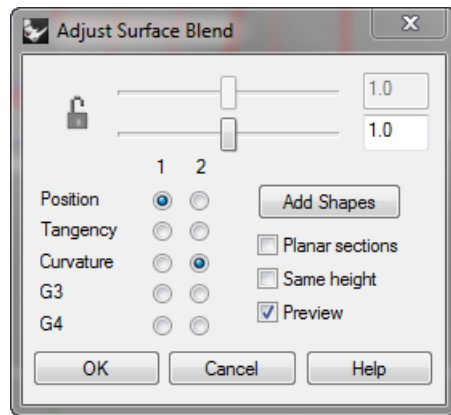 Adjust Surface Blend
1.0
1.0
1 2
Position
Add Shapes
Tangency
Planar sections
Curvature
Same height
G3
Preview
G4
OK Cancel Help